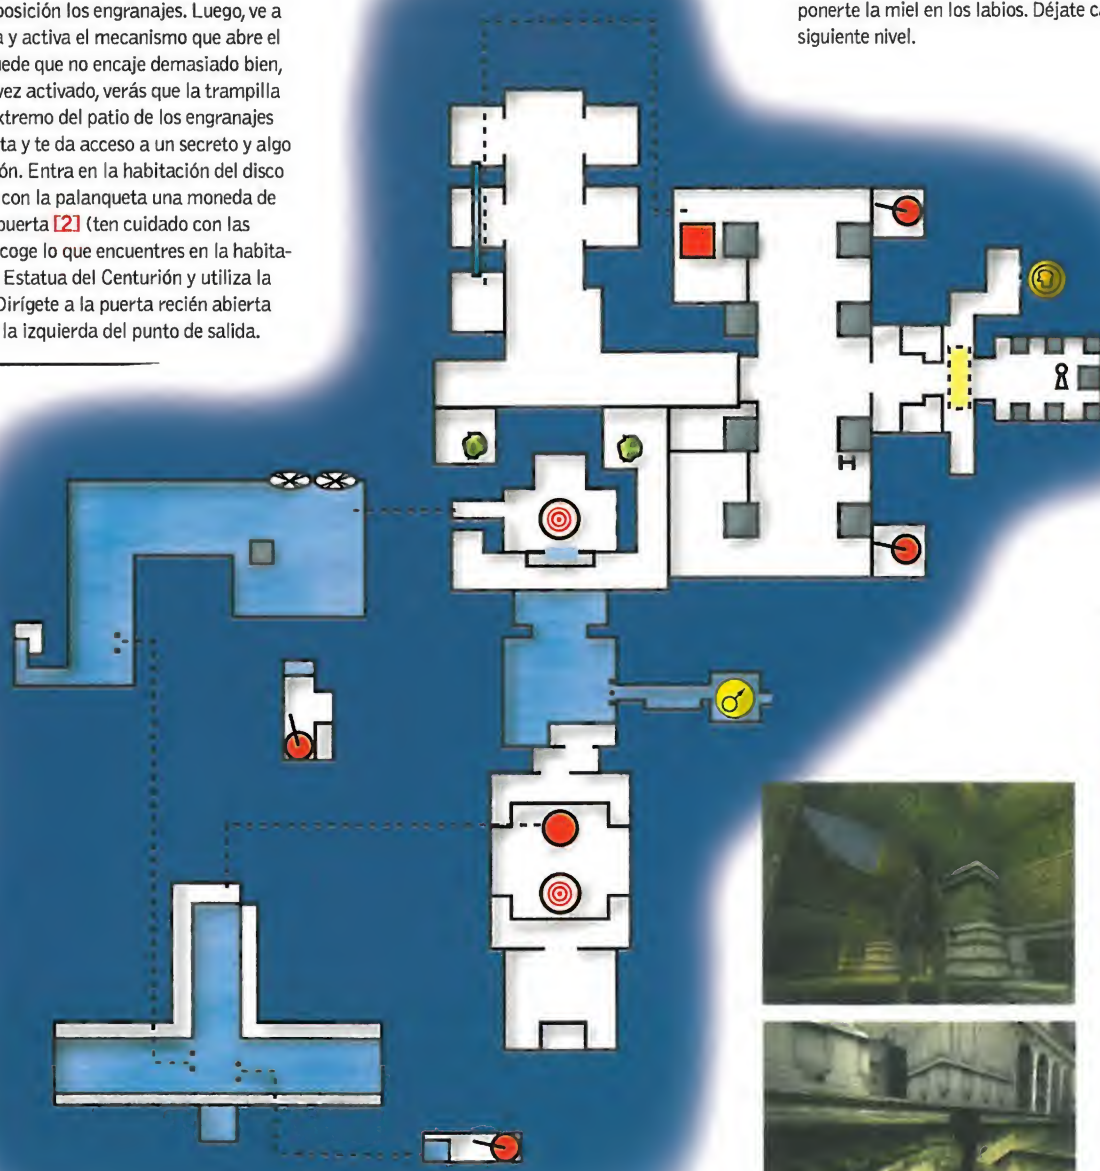 posición los engranajes. Luego, ve a
a y activa el mecanismo que abre el
uede que no encaje demasiado bien,
vez activado, verás que la trampilla
xtremo del patio de los engranajes
ta y te da acceso a un secreto y algo
ón. Entra en la habitación del disco
con la palanqueta una moneda de
puerta [2] (ten cuidado con las
coge lo que encuentres en la habita-
Estatua del Centurión y utiliza la
Dirígete a la puerta recién abierta
la izquierda del punto de salida.
ponerte la miel en los labios. Déjate ca
siguiente nivel.